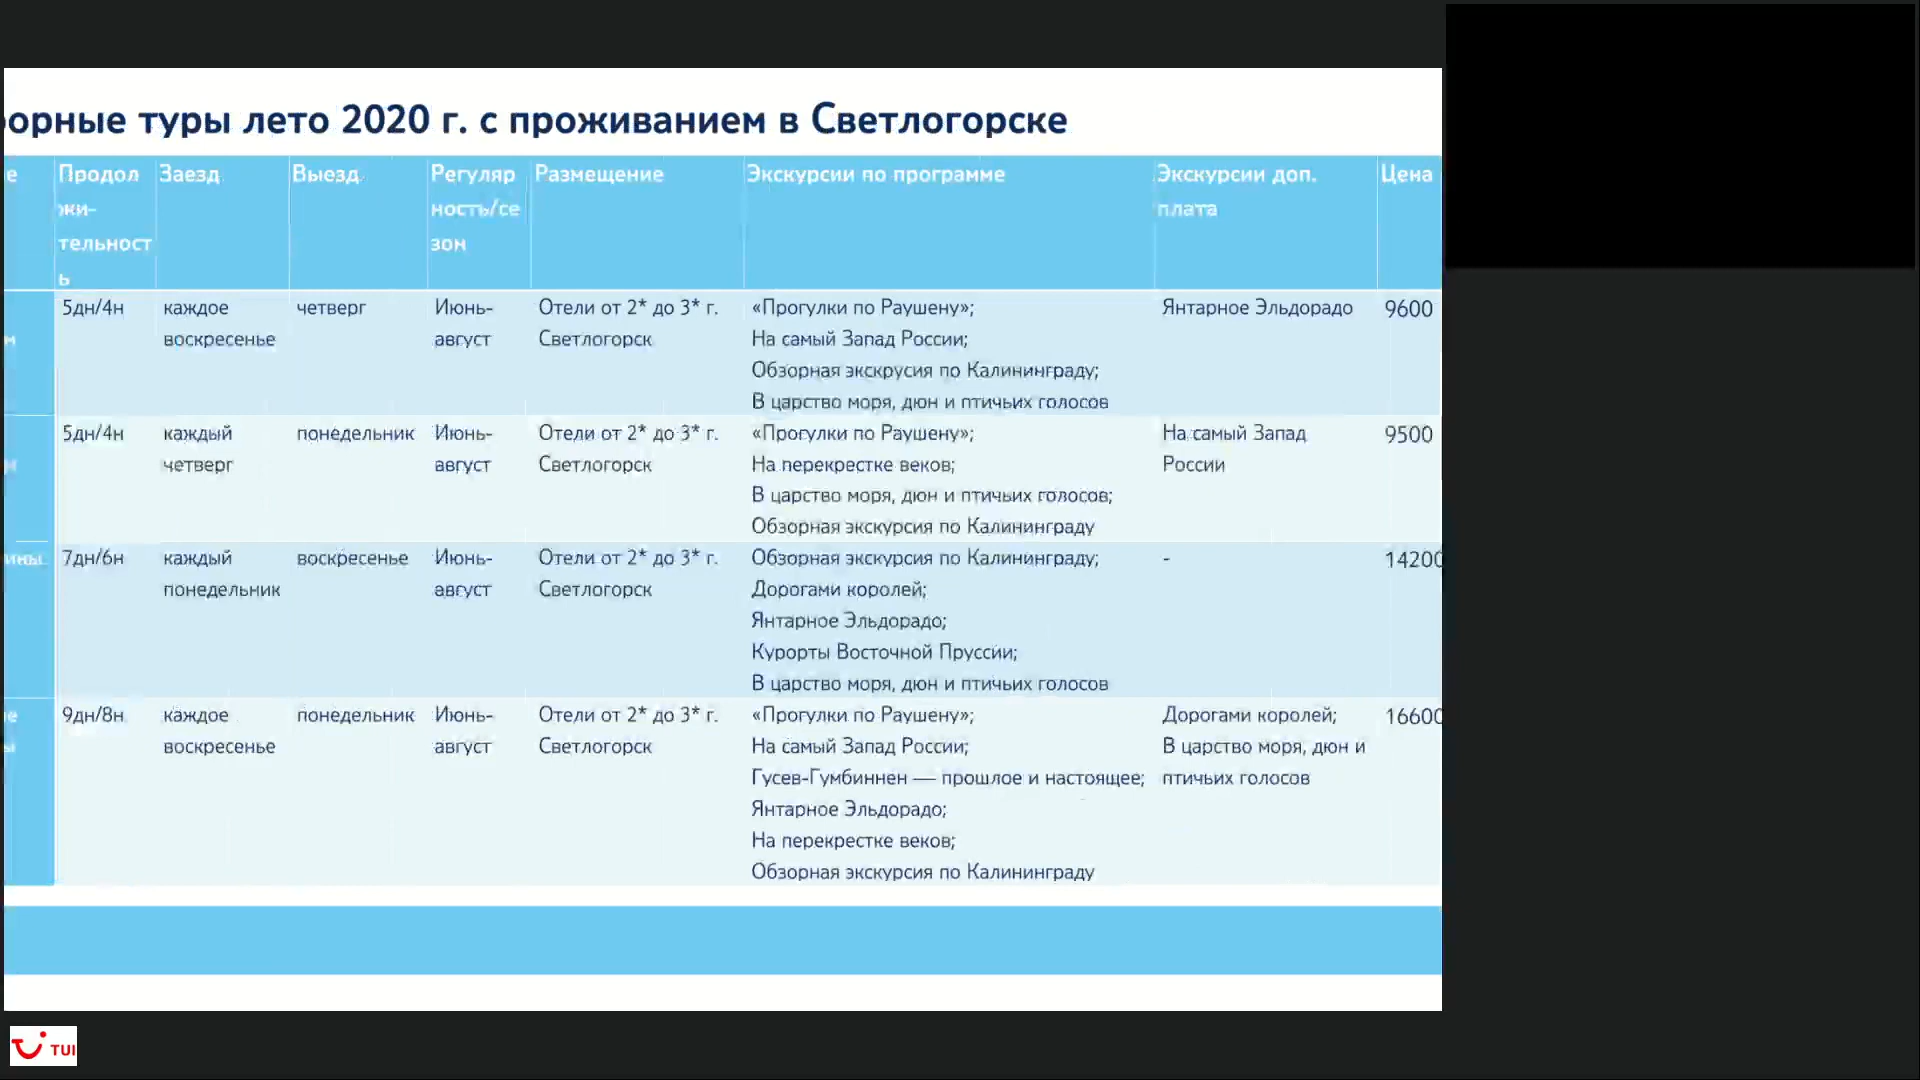 орные туры лето 2020 г. с проживанием в Светлогорске
е Продол Заезд Выезд Регуляр Размещение Экскурсии по программе Экскурсии доп. Цена
жи- ность/се плата
тельност зон
ь
5дн/4н каждое четверг Июнь- Отели от 2* до 3* г. «Прогулки по Раушену»; Янтарное Эльдорадо 9600
м воскресенье август Светлогорск На самый Запад России;
Обзорная экскрусия по Калининграду;
В царство моря, дюн и птичьих голосов
5дн/4н каждый понедельник Июнь- Отели от 2* до 3* г. «Прогулки по Раушену»; На самый Запад 9500
четверг август Светлогорск На перекрестке веков; России
В царство моря, дюн и птичьих голосов;
Обзорная экскурсия по Калининграду
ины 7дн/6н каждый воскресенье Июнь- Отели от 2* до 3* г. Обзорная экскурсия по Калининграду; - 14200
понедельник август Светлогорск Дорогами королей;
Янтарное Эльдорадо;
Курорты Восточной Пруссии;
В царство моря, дюн и птичьих голосов
е 9дн/8н каждое понедельник Июнь- Отели от 2* до 3* г. «Прогулки по Раушену»; Дорогами королей; 16600
ы воскресенье август Светлогорск На самый Запад России; В царство моря, дюн и
Гусев-Гумбиннен — прошлое и настоящее; птичьих голосов
Янтарное Эльдорадо;
На перекрестке веков;
Обзорная экскурсия по Калининграду
TUI